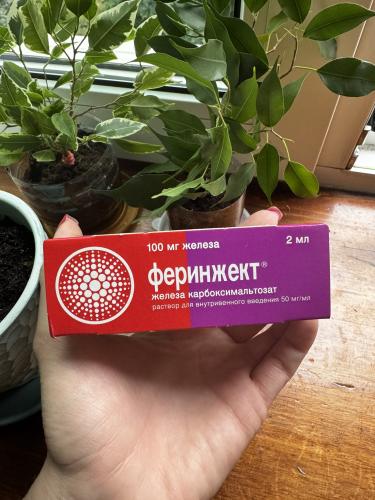 100 мг железа
2 мл
феринжект®
железа карбоксимальтозат
раствор для внутривенного введения 50 мг/мл